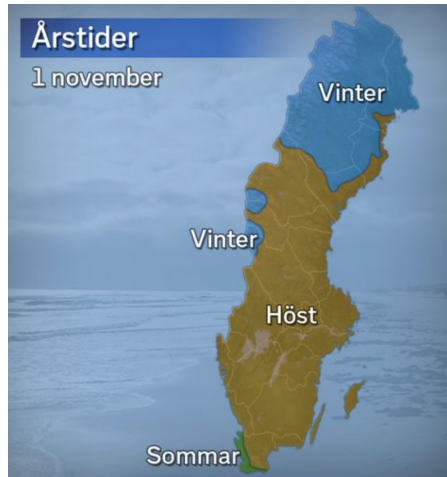 Årstider
1 november
Vinter
Vinter
Höst
Sommar